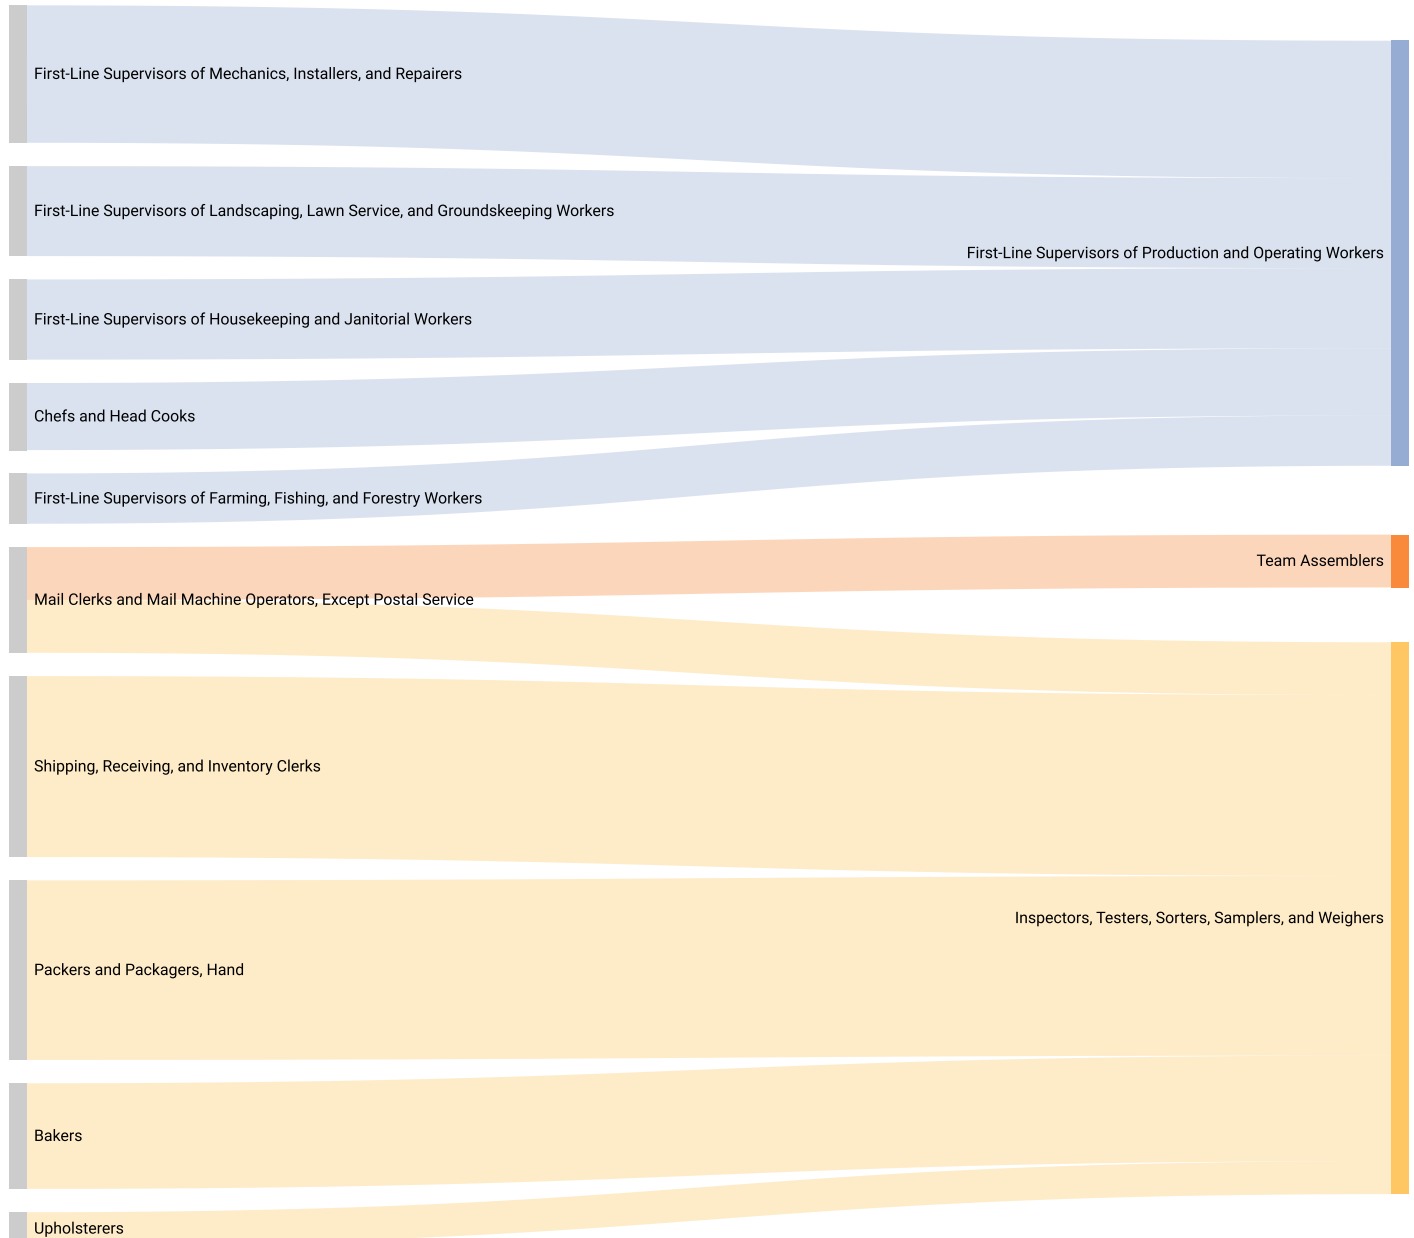 First-Line Supervisors of Mechanics, Installers, and Repairers
First-Line Supervisors of Landscaping, Lawn Service, and Groundskeeping Workers
First-Line Supervisors of Production and Operating Workers
First-Line Supervisors of Housekeeping and Janitorial Workers
Chefs and Head Cooks
First-Line Supervisors of Farming, Fishing, and Forestry Workers
Team Assemblers
Mail Clerks and Mail Machine Operators, Except Postal Service
Shipping, Receiving, and Inventory Clerks
Inspectors, Testers, Sorters, Samplers, and Weighers
Packers and Packagers, Hand
Bakers
Upholsterers